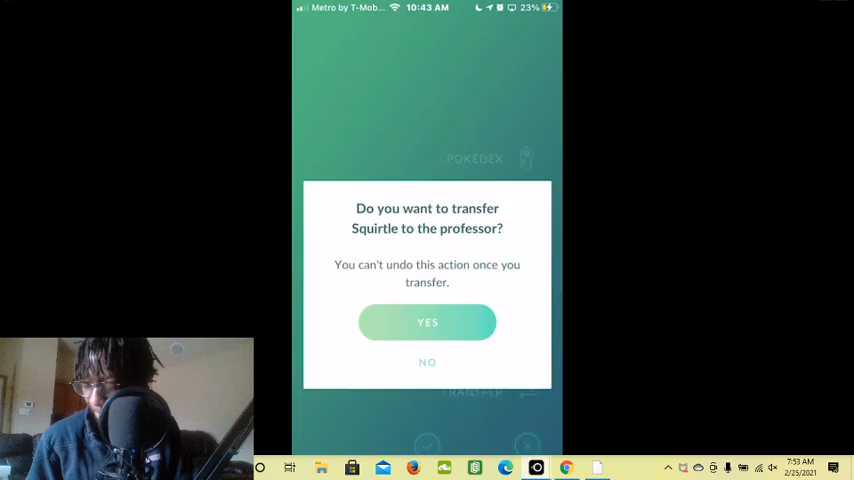 Metro by T-Mob... 10:43 AM 23%
POKÉDEX
Do you want to transfer
Squirtle to the professor?
You can't undo this action once you
transfer.
YES
NO
TRANSFER
7:53 AM
2/25/2021